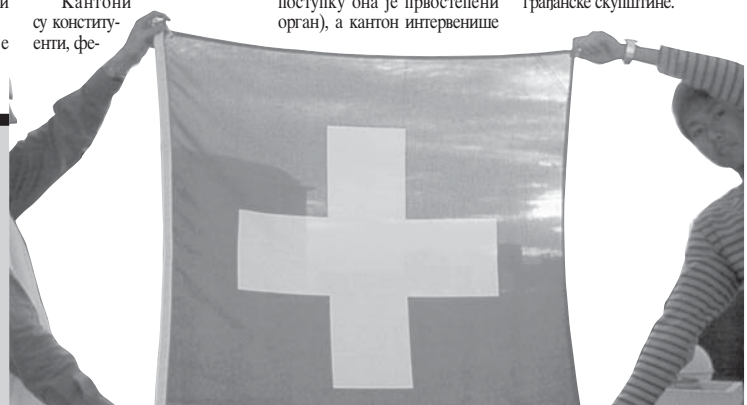 и
е
Кантони
су конститу-
енти, фе-
поступку она је првостепени
орган), а кантон интервенише
грађанске скупштине.